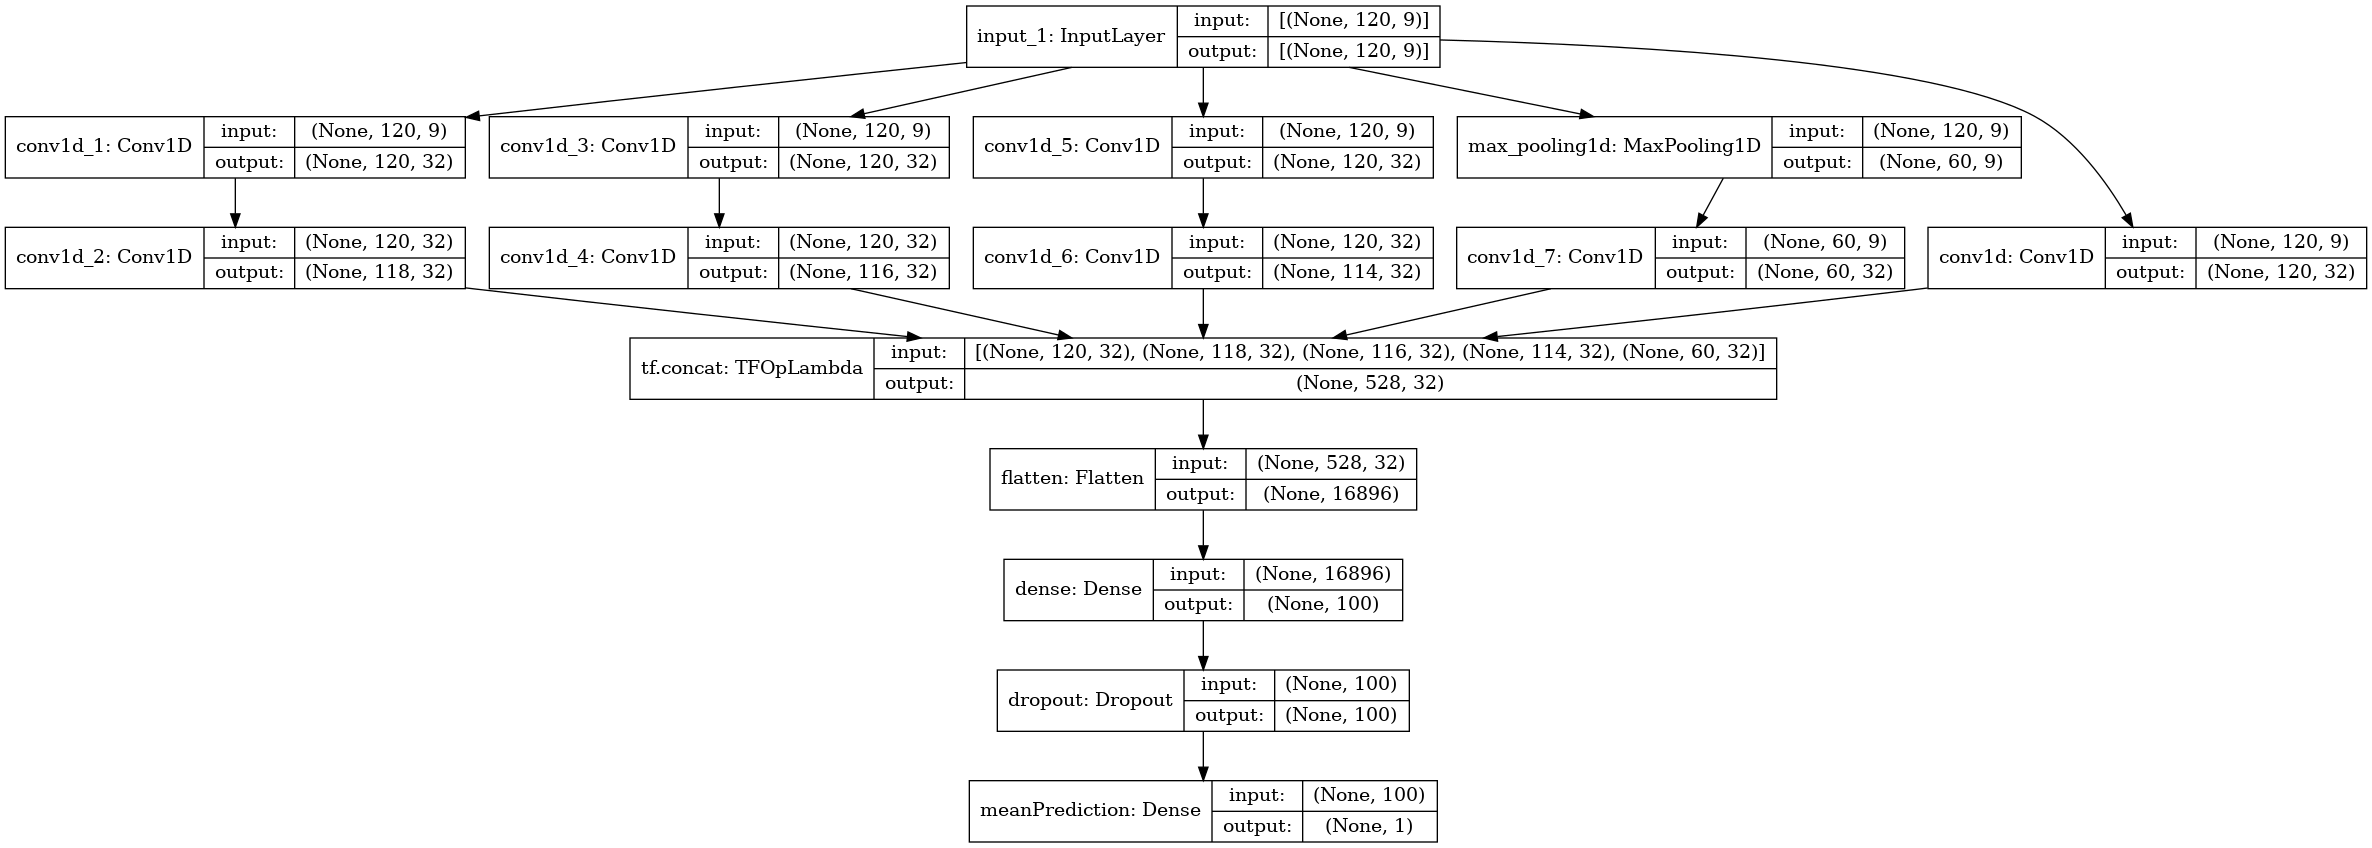 input_1: InputLayer
input: [(None, 120, 9)]
output: [(None, 120, 9)]
conv1d_1: Conv1D
input: (None, 120, 9)
output: (None, 120, 32)
conv1d_3: Conv1D
input: (None, 120, 9)
output: (None, 120, 32)
conv1d_5: Conv1D
input: (None, 120, 9)
output: (None, 120, 32)
max_pooling1d: MaxPooling1D
input: (None, 120, 9)
output: (None, 60, 9)
conv1d_2: Conv1D
input: (None, 120, 32)
output: (None, 118, 32)
conv1d_4: Conv1D
input: (None, 120, 32)
output: (None, 116, 32)
conv1d_6: Conv1D
input: (None, 120, 32)
output: (None, 114, 32)
conv1d_7: Conv1D
input: (None, 60, 9)
output: (None, 60, 32)
conv1d: Conv1D
input: (None, 120, 9)
output: (None, 120, 32)
tf.concat: TFOpLambda
input: [(None, 120, 32), (None, 118, 32), (None, 116, 32), (None, 114, 32), (None, 60, 32)]
output: (None, 528, 32)
flatten: Flatten
input: (None, 528, 32)
output: (None, 16896)
dense: Dense
input: (None, 16896)
output: (None, 100)
dropout: Dropout
input: (None, 100)
output: (None, 100)
meanPrediction: Dense
input: (None, 100)
output: (None, 1)